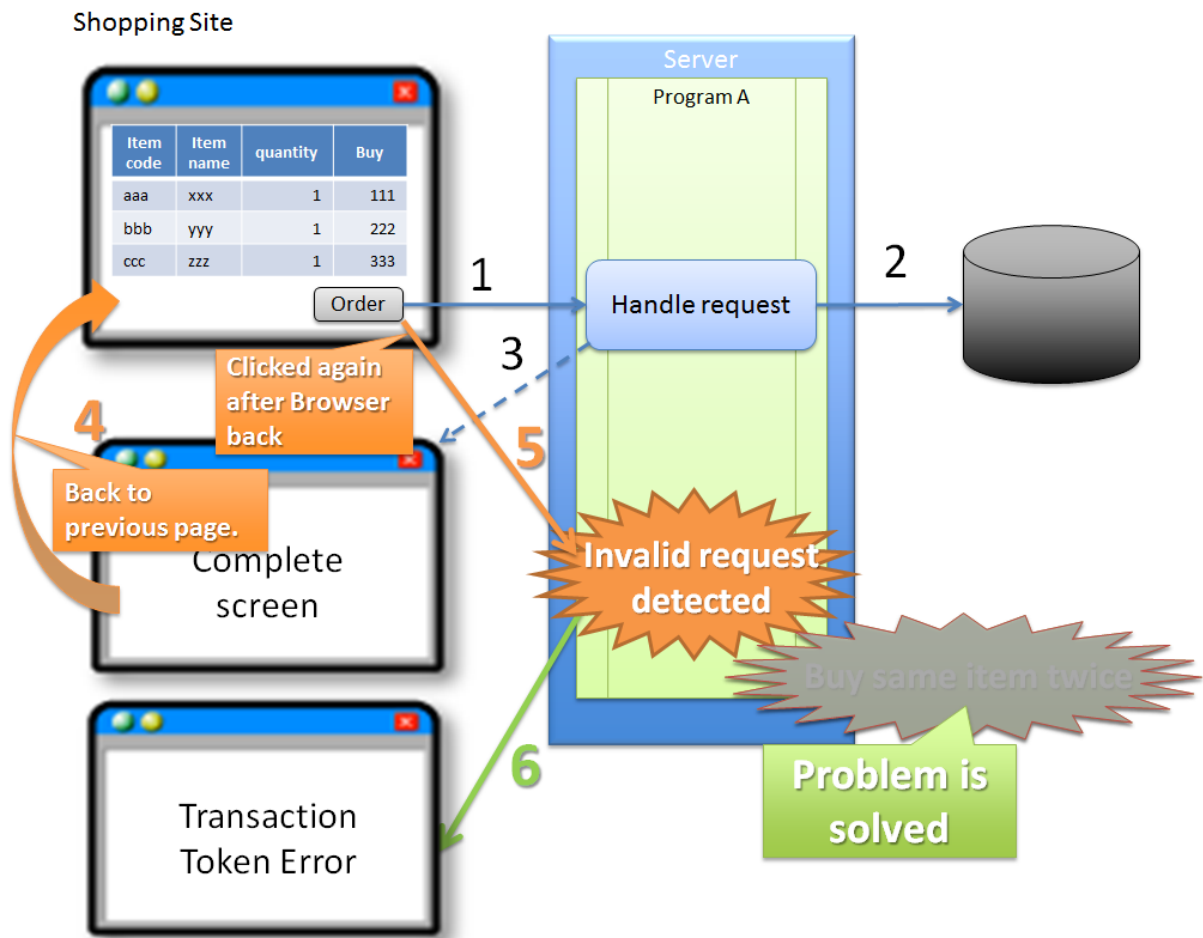 Shopping Site
Server
Program A
Item code
Item name
quantity
Buy
aaa xxx 1 111
bbb yyy 1 222
ccc zzz 1 333
Order
1
Handle request
2
3
Clicked again
after Browser
back
4
Back to
previous page.
5
Complete
screen
Invalid request
detected
Buy same item twice
Problem is
solved
6
Transaction
Token Error